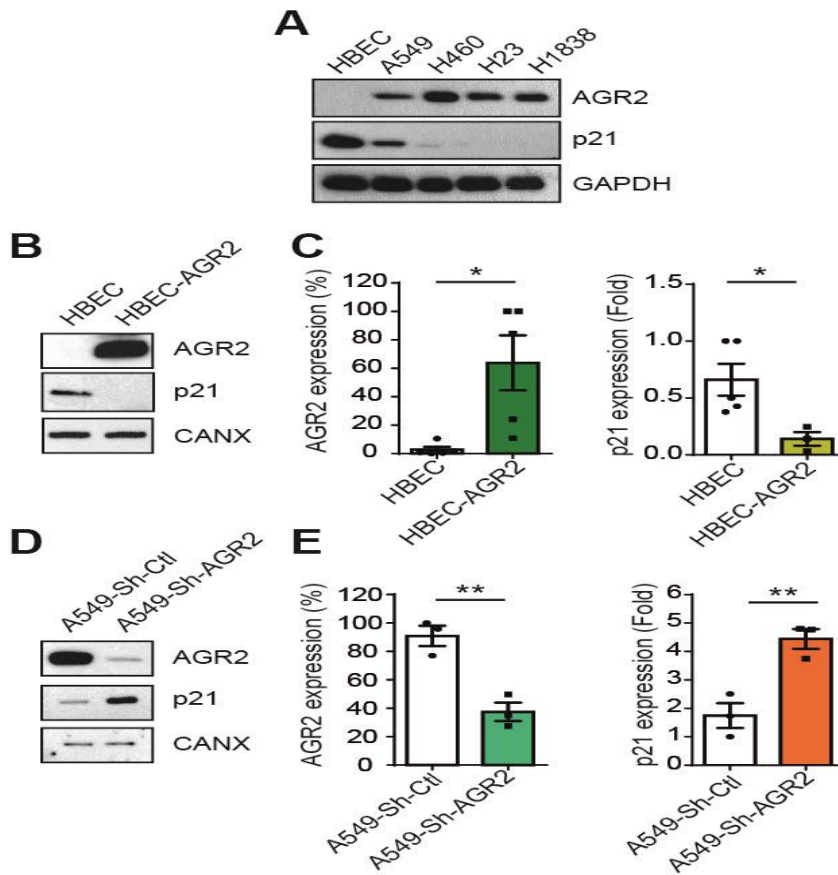 A
HBEC A549 H460 H23 H1838
AGR2
p21
GAPDH
B
HBEC HBEC-AGR2
AGR2
p21
CANX
C
AGR2 expression (%)
120
100
80
60
40
20
0
*
HBEC HBEC-AGR2
p21 expression (Fold)
1.5
1.0
0.5
0.0
*
HBEC HBEC-AGR2
D
A549-Sh-Ctl A549-Sh-AGR2
AGR2
p21
CANX
E
AGR2 expression (%)
120
100
80
60
40
20
0
**
A549-Sh-Ctl A549-Sh-AGR2
p21 expression (Fold)
6
5
4
3
2
1
0
**
A549-Sh-Ctl A549-Sh-AGR2